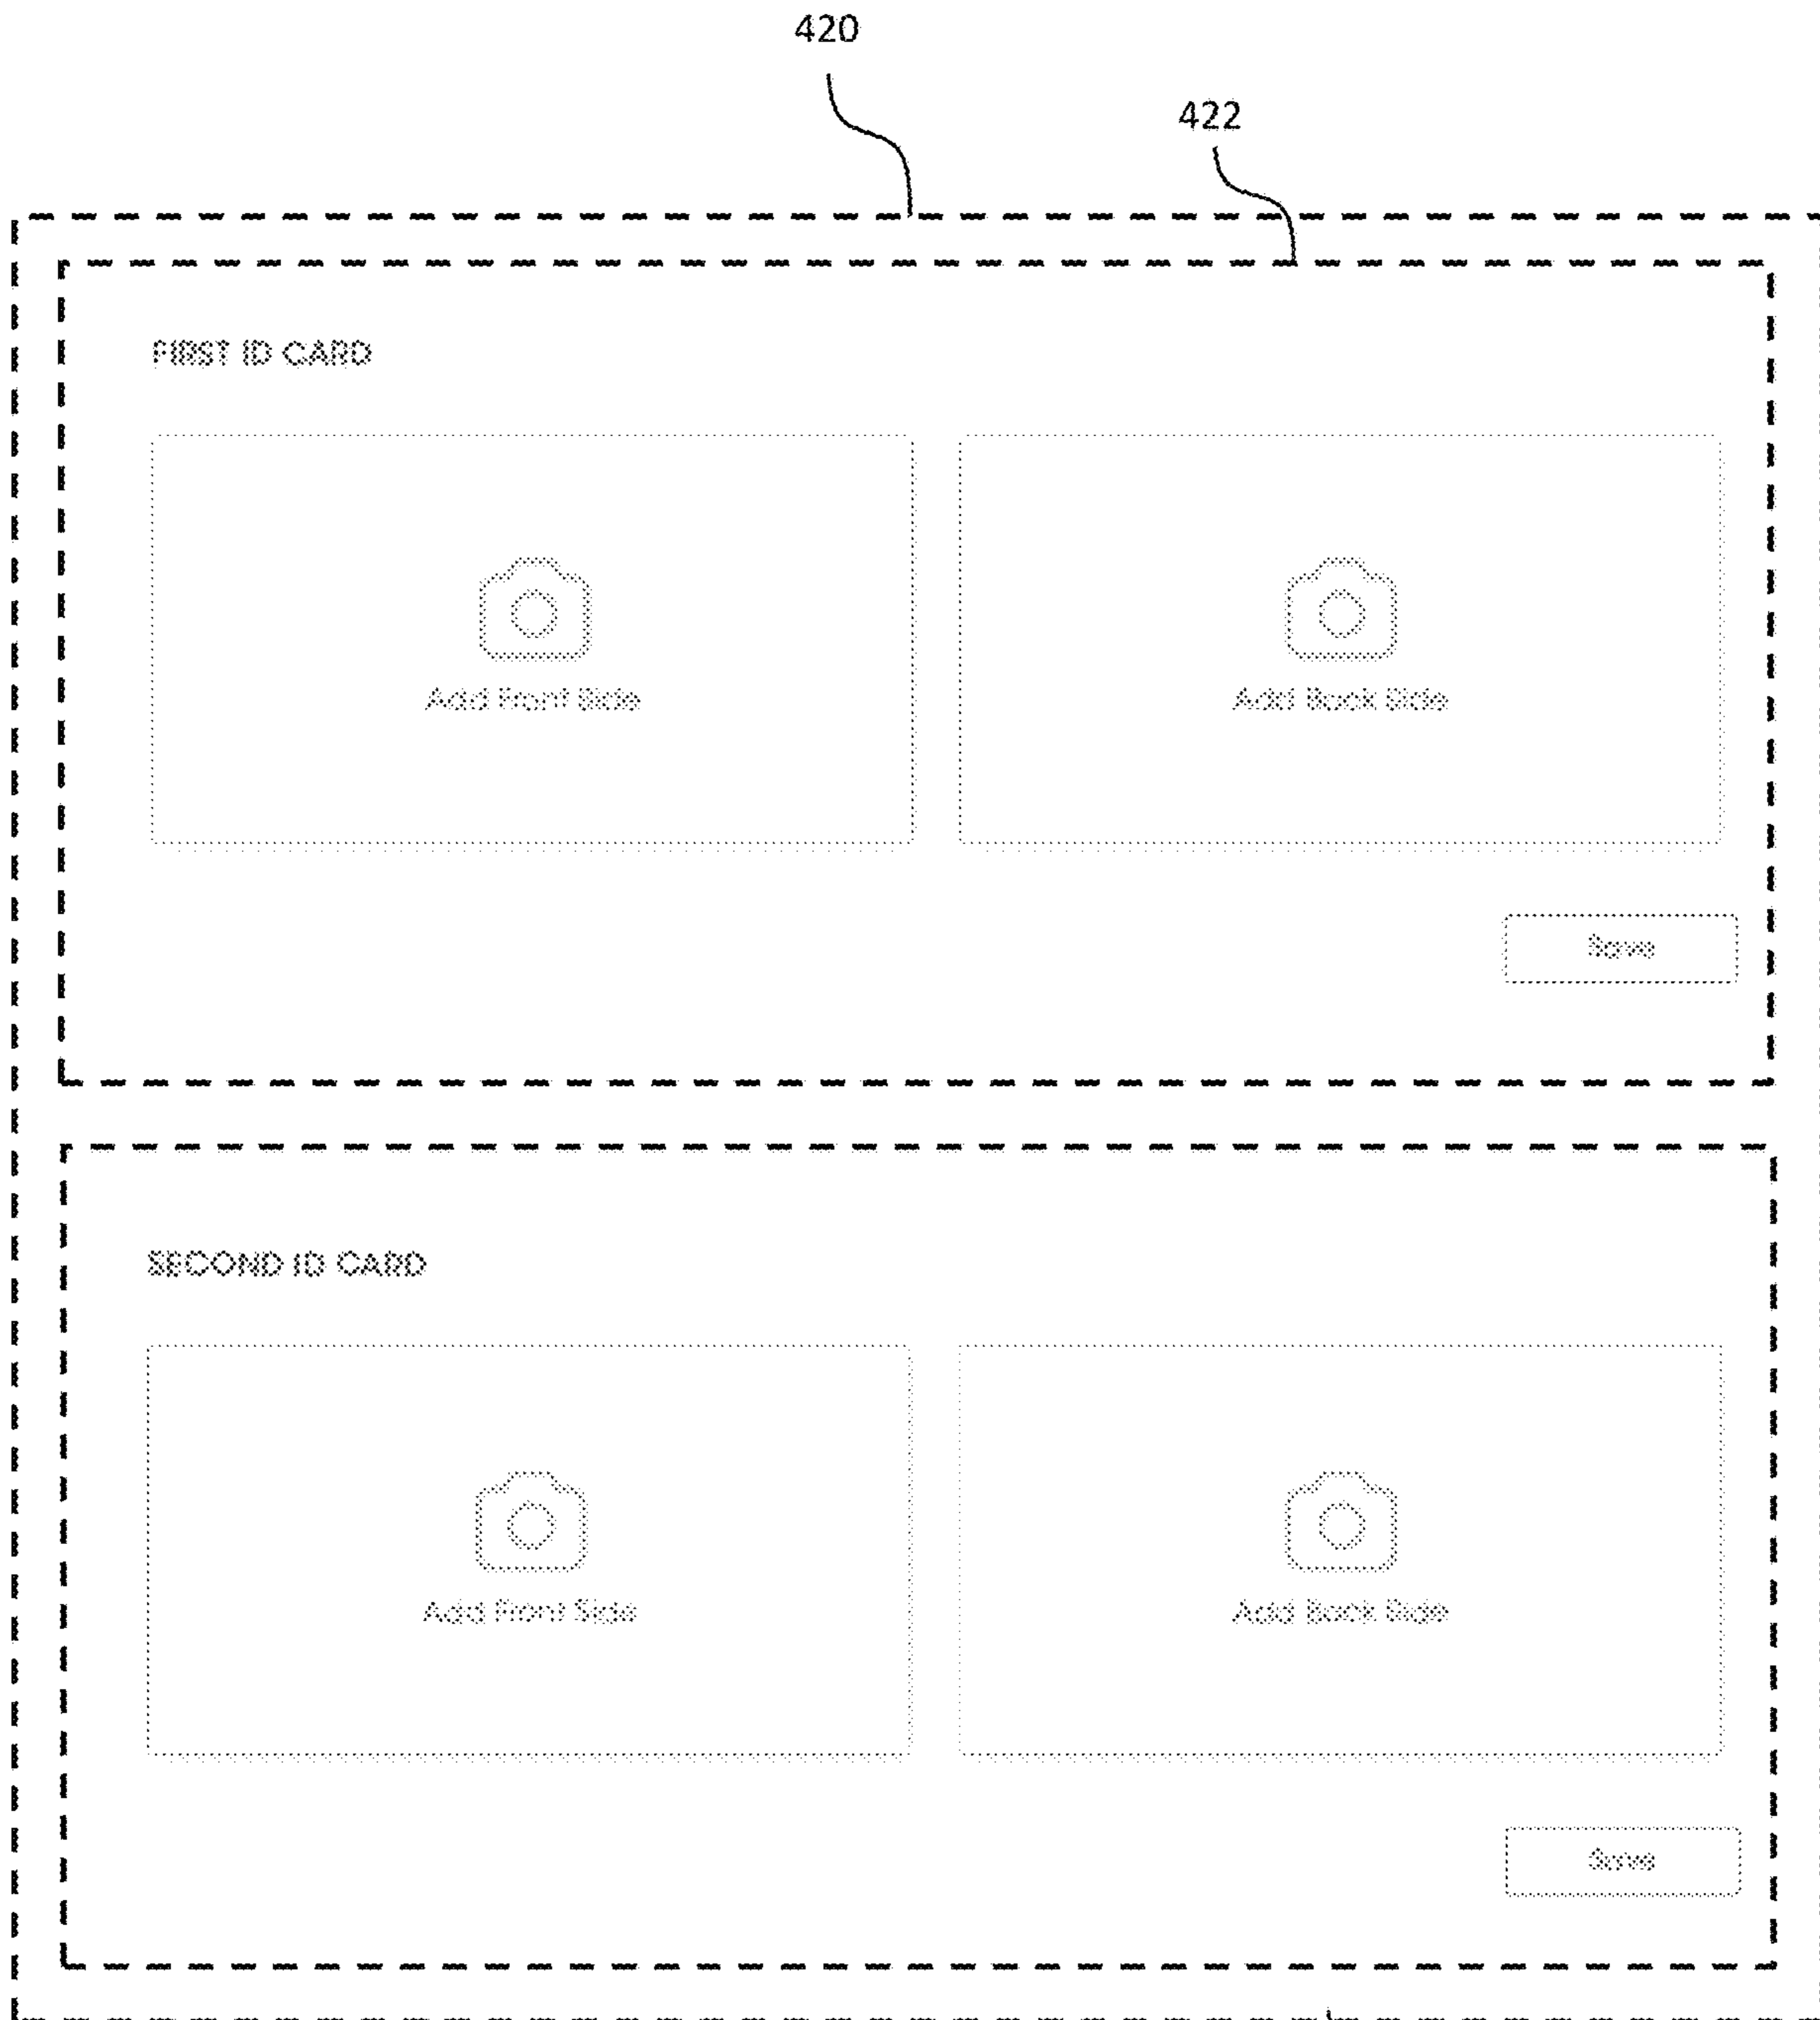 420
422
FIRST ID CARD
Add Front Side
Add Back Side
Save
SECOND ID CARD
Add Front Side
Add Back Side
Save